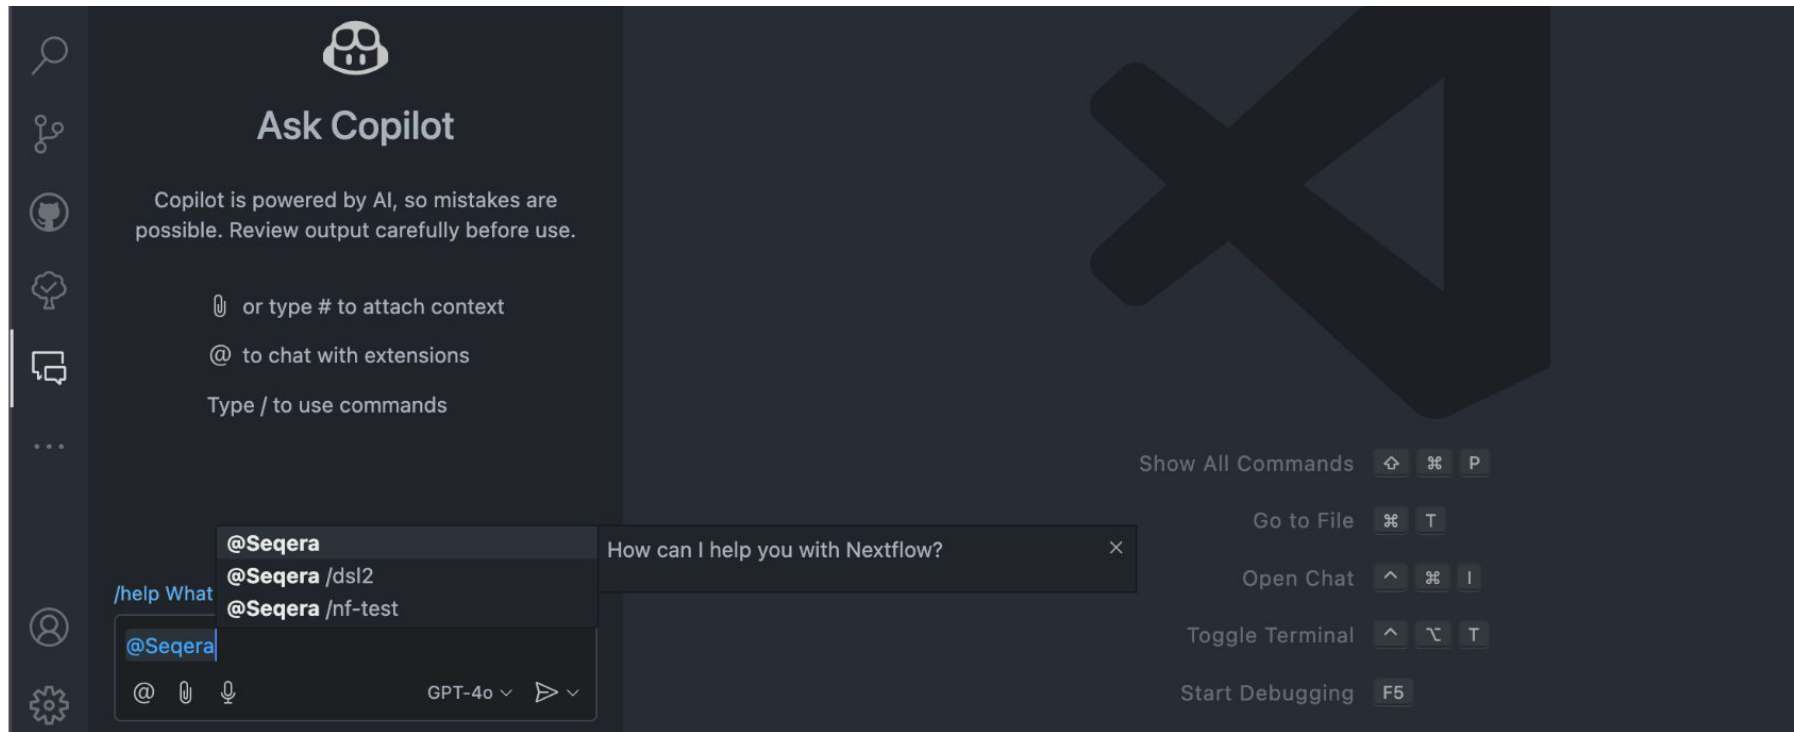 Ask Copilot
Copilot is powered by AI, so mistakes are
possible. Review output carefully before use.
or type # to attach context
@ to chat with extensions
Type / to use commands
Show All Commands ⇧ ⌘ P
Go to File ⌘ T
Open Chat ^ ⌘ I
Toggle Terminal ^ ⌥ T
Start Debugging F5
@Seqera
@Seqera /dsl2
@Seqera /nf-test
How can I help you with Nextflow?
/help What
@Seqera
@ GPT-4o